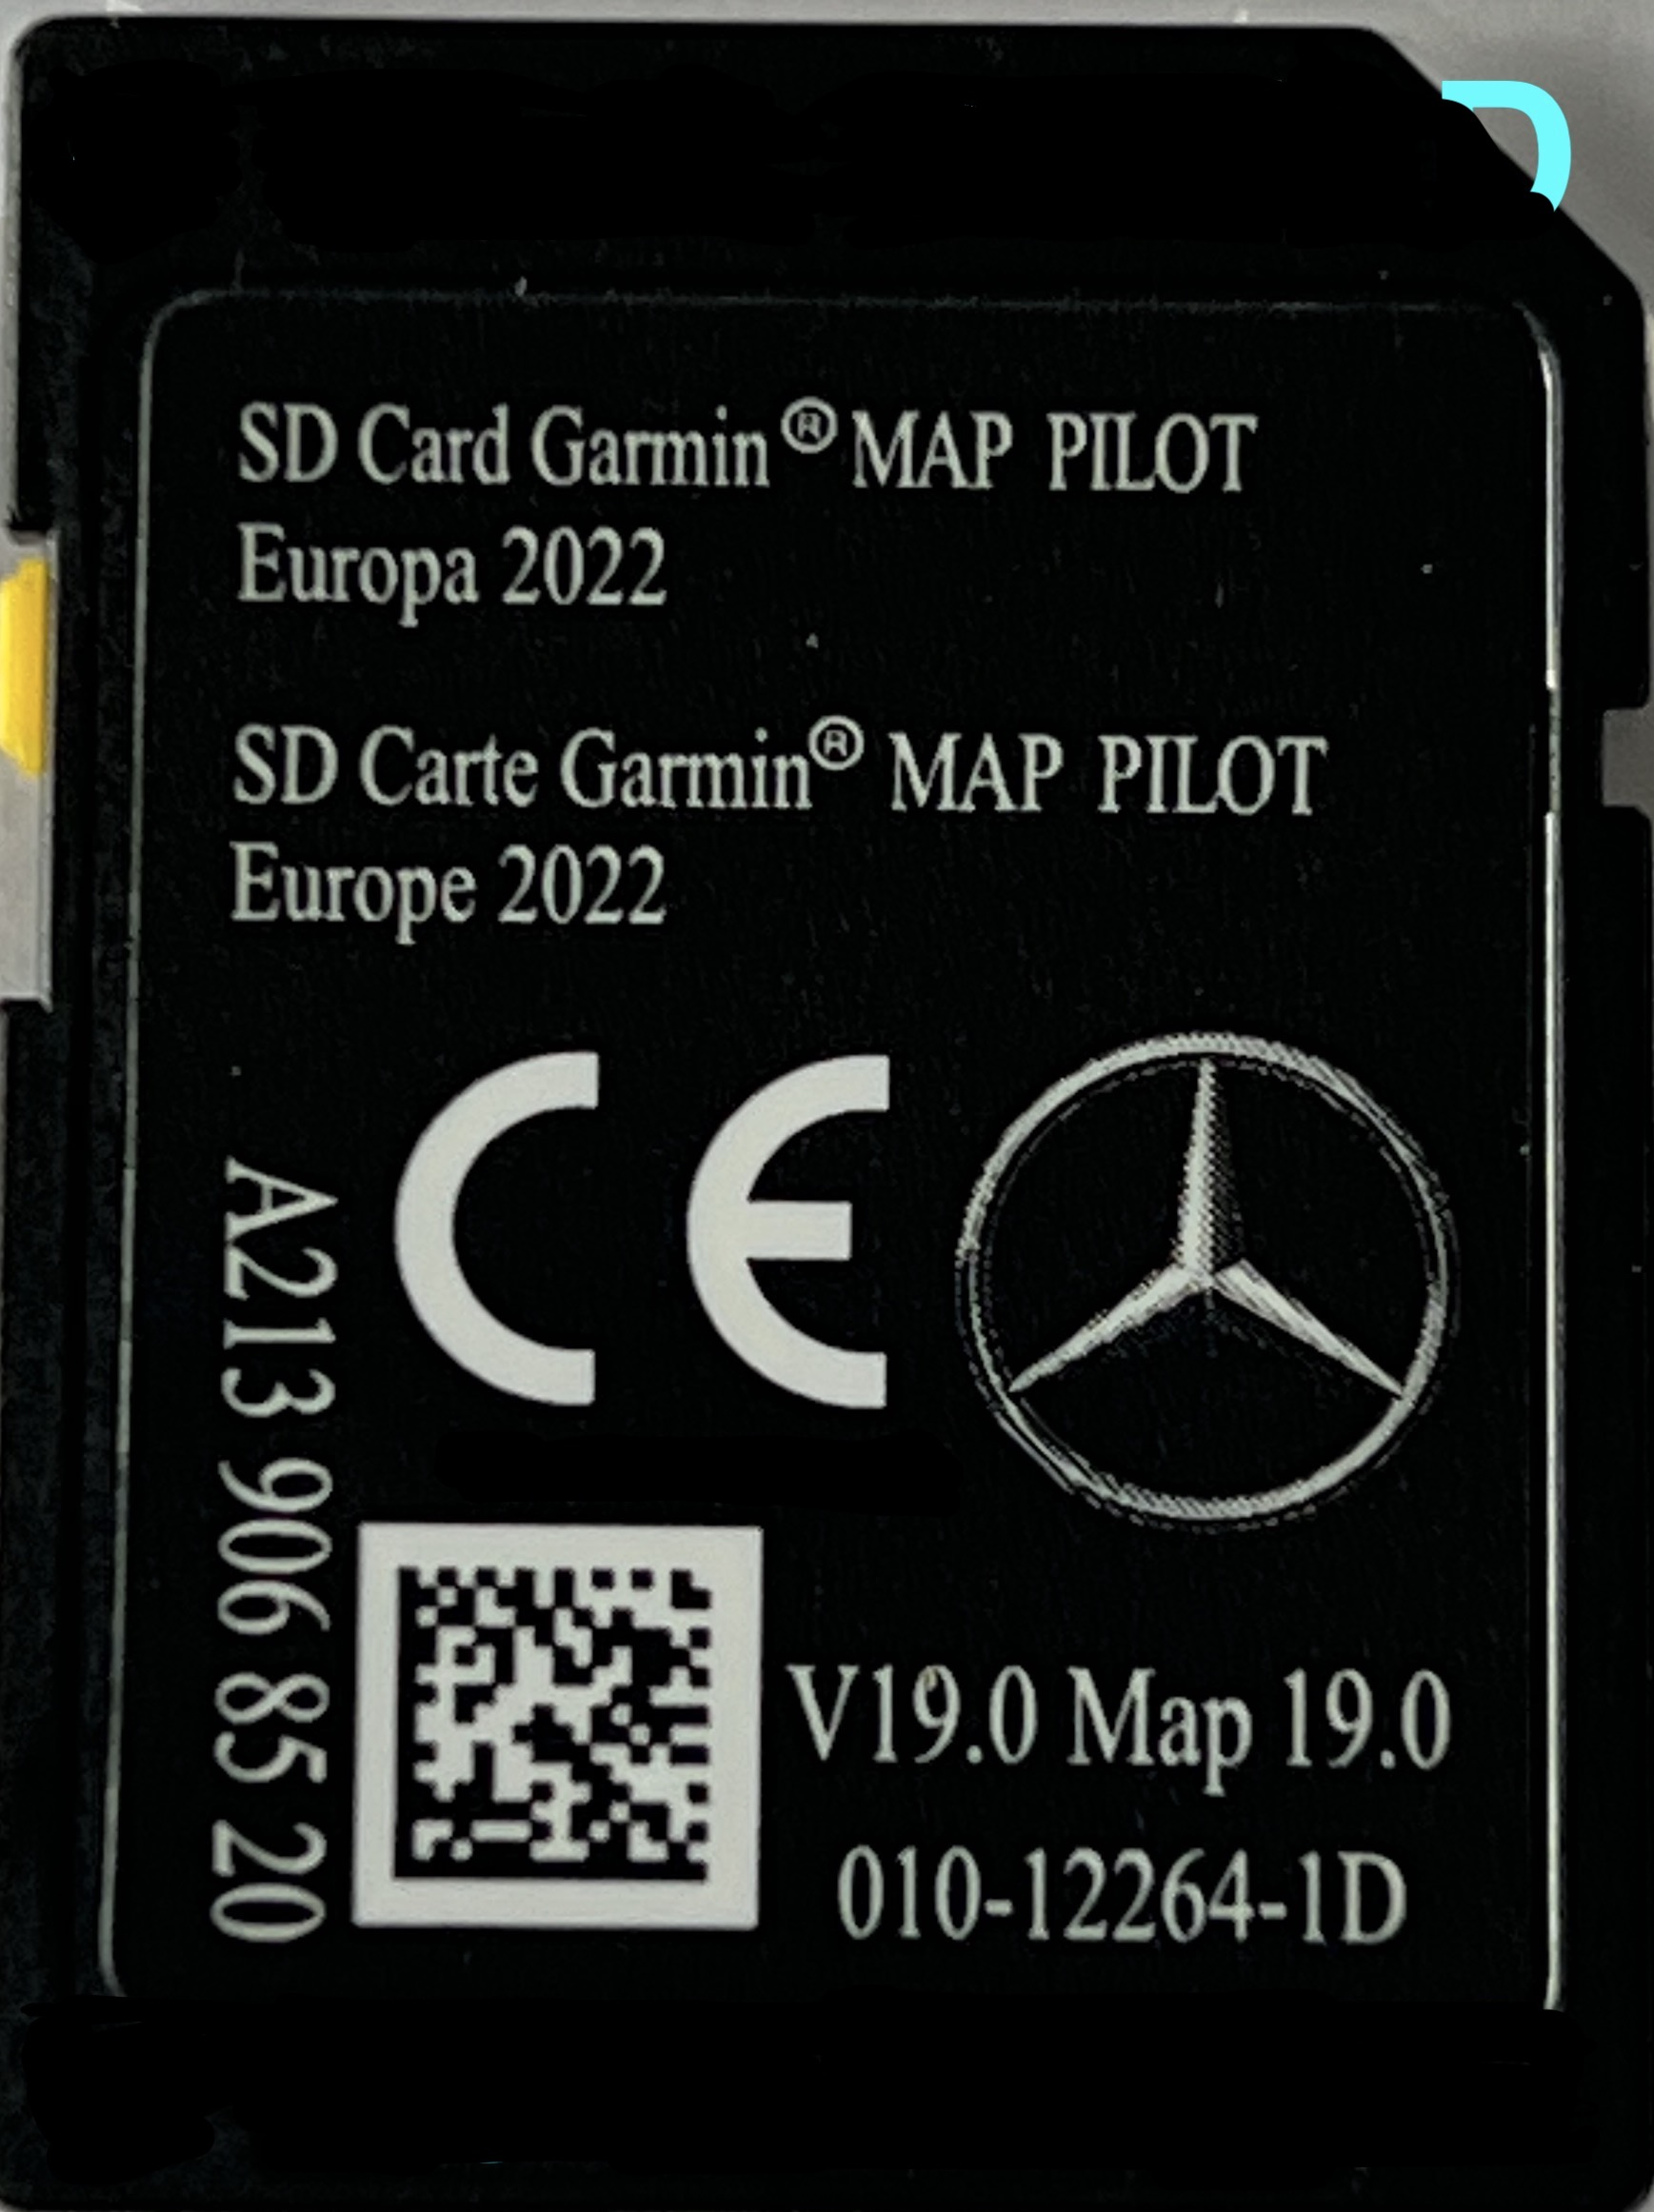 SD Card Garmin® MAP PILOT
Europa 2022
SD Carte Garmin® MAP PILOT
Europe 2022
CE
A213 906 85 20
V19.0 Map 19.0
010-12264-1D